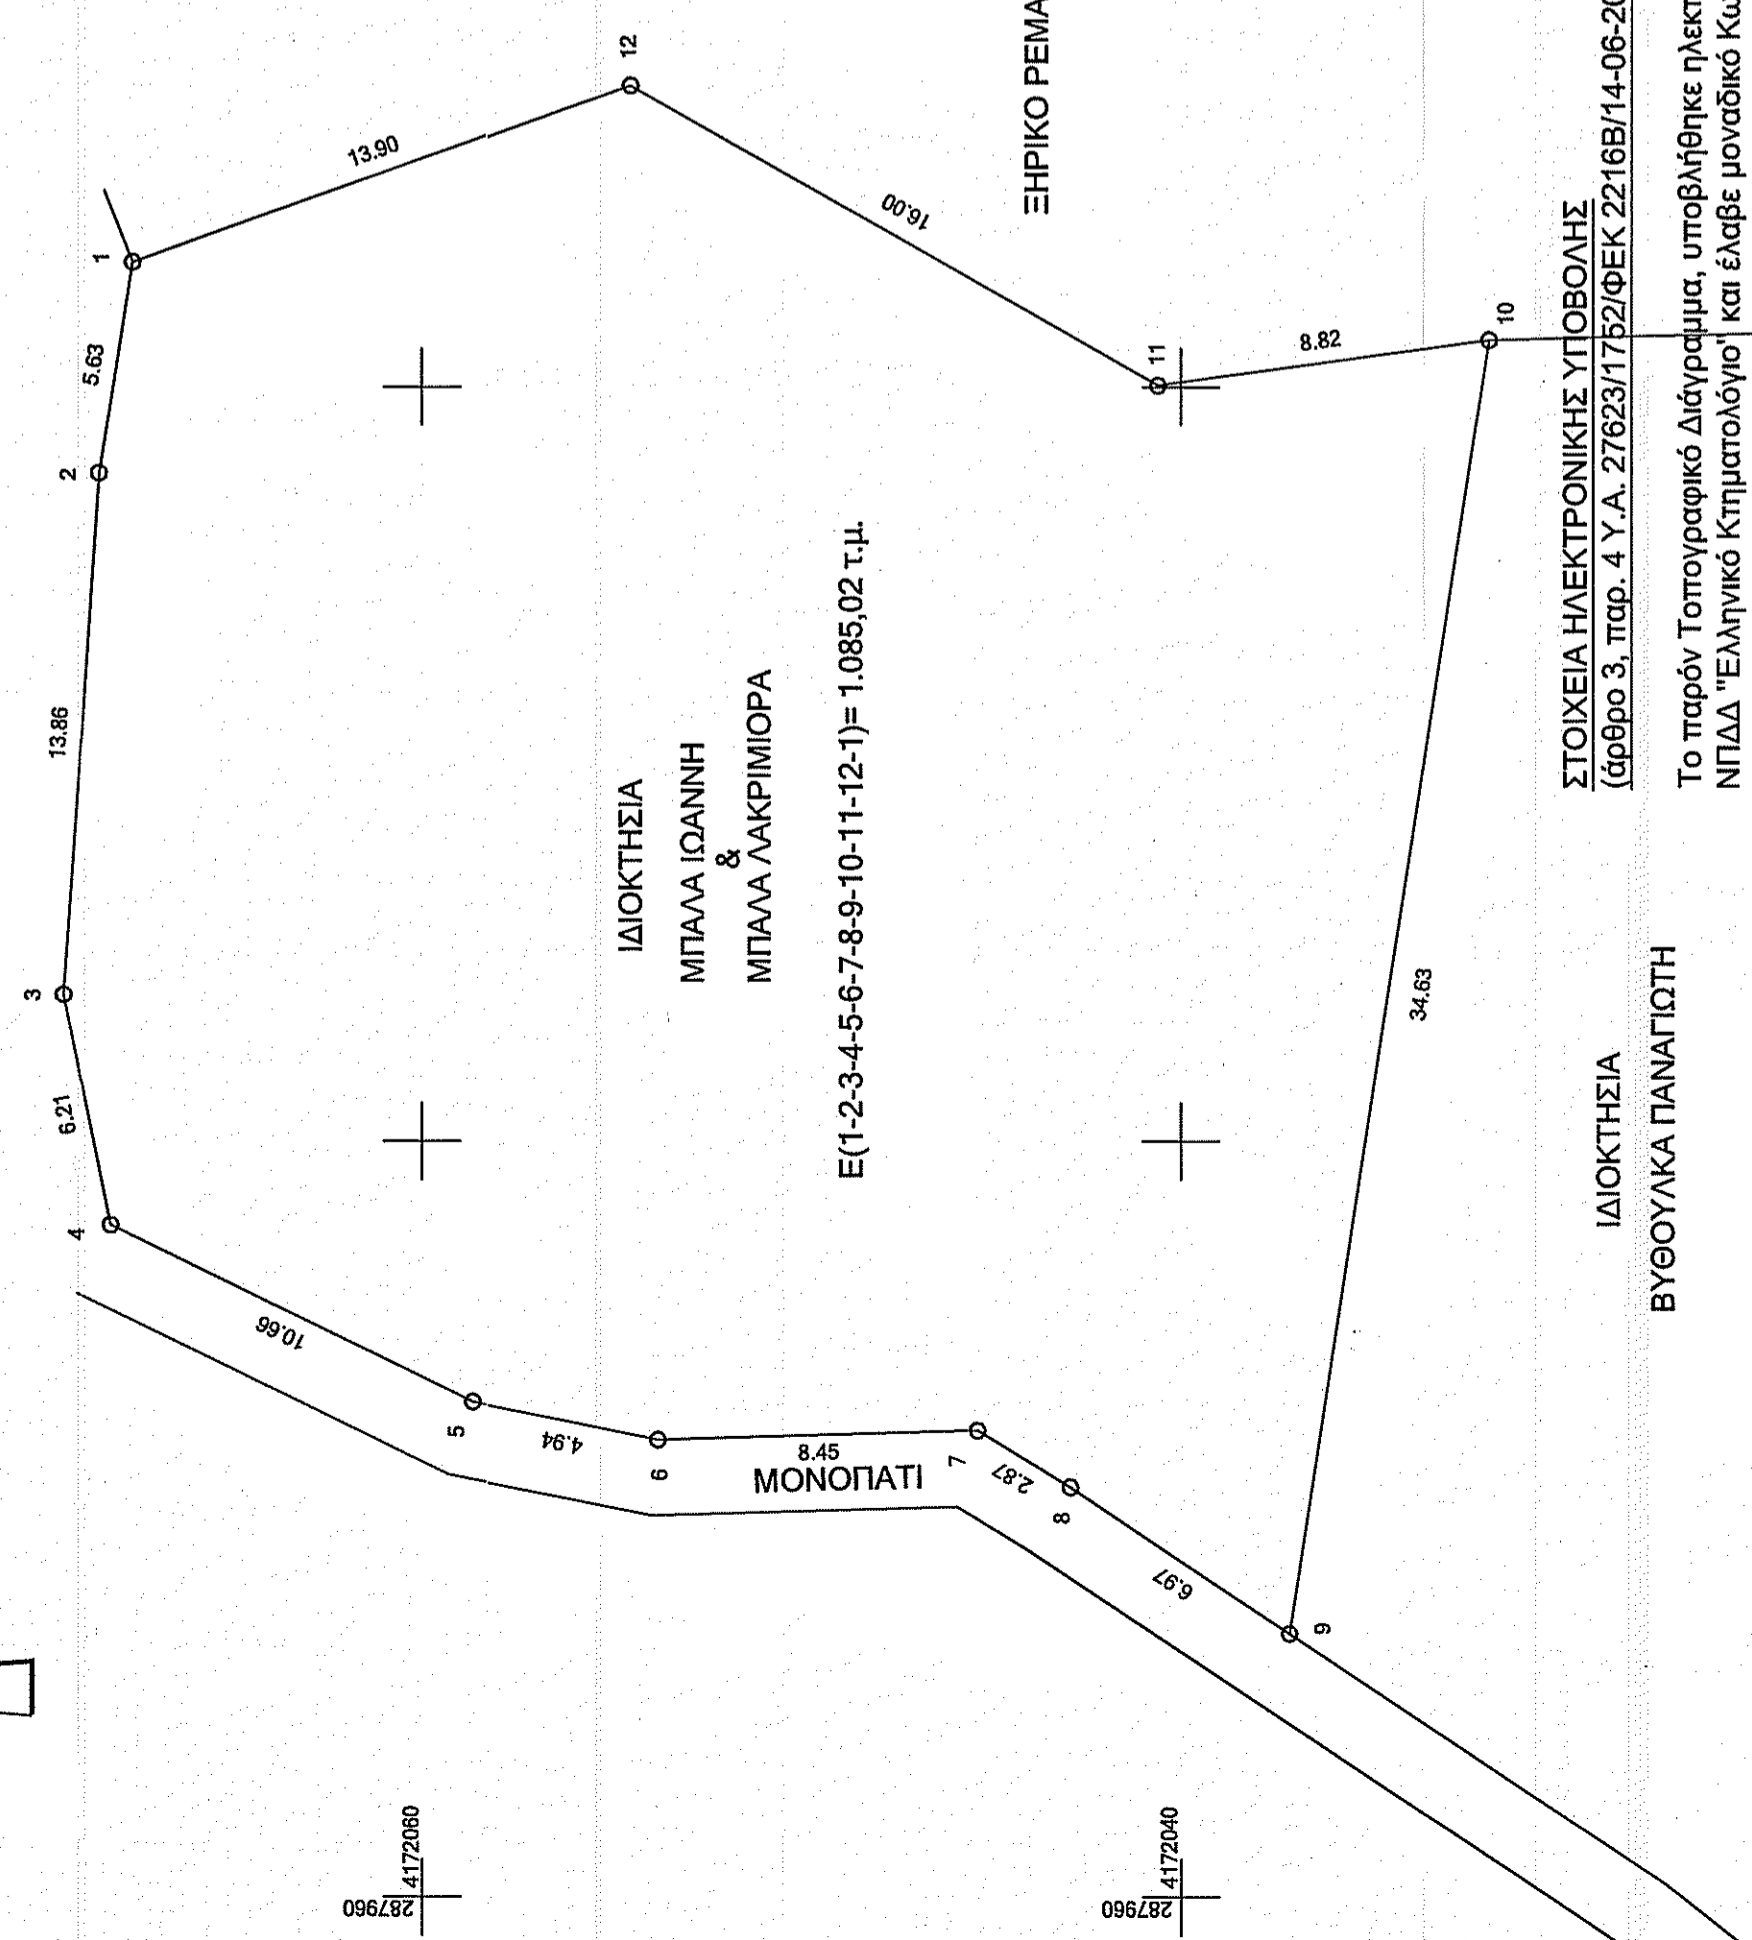 12
1
13.90
5.63
2
16.00
ΞΗΡΙΚΟ ΡΕΜΑ
11
8.82
10
13.86
3
6.21
4
ΙΔΙΟΚΤΗΣΙΑ
ΜΠΑΛΑ ΙΩΑΝΝΗ
&
ΜΠΑΛΑ ΛΑΚΡΙΜΙΟΡΑ
Ε(1-2-3-4-5-6-7-8-9-10-11-12-1)= 1.085,02 τ.μ.
34.63
10.66
5
4.94
6
8.45
ΜΟΝΟΠΑΤΙ
7
2.87
8
6.97
9
ΙΔΙΟΚΤΗΣΙΑ
ΒΥΘΟΥΛΚΑ ΠΑΝΑΓΙΩΤΗ
ΣΤΟΙΧΕΙΑ ΗΛΕΚΤΡΟΝΙΚΗΣ ΥΠΟΒΟΛΗΣ
(άρθρο 3, παρ. 4 Υ.Α. 27623/1752/ΦΕΚ 2216Β/14-06-20
Το παρόν Τοπογραφικό Διάγραμμα, υποβλήθηκε ηλεκτ
ΝΠΔΔ "Ελληνικό Κτηματολόγιο" και έλαβε μοναδικό Κω
4172060
287960
4172040
287960